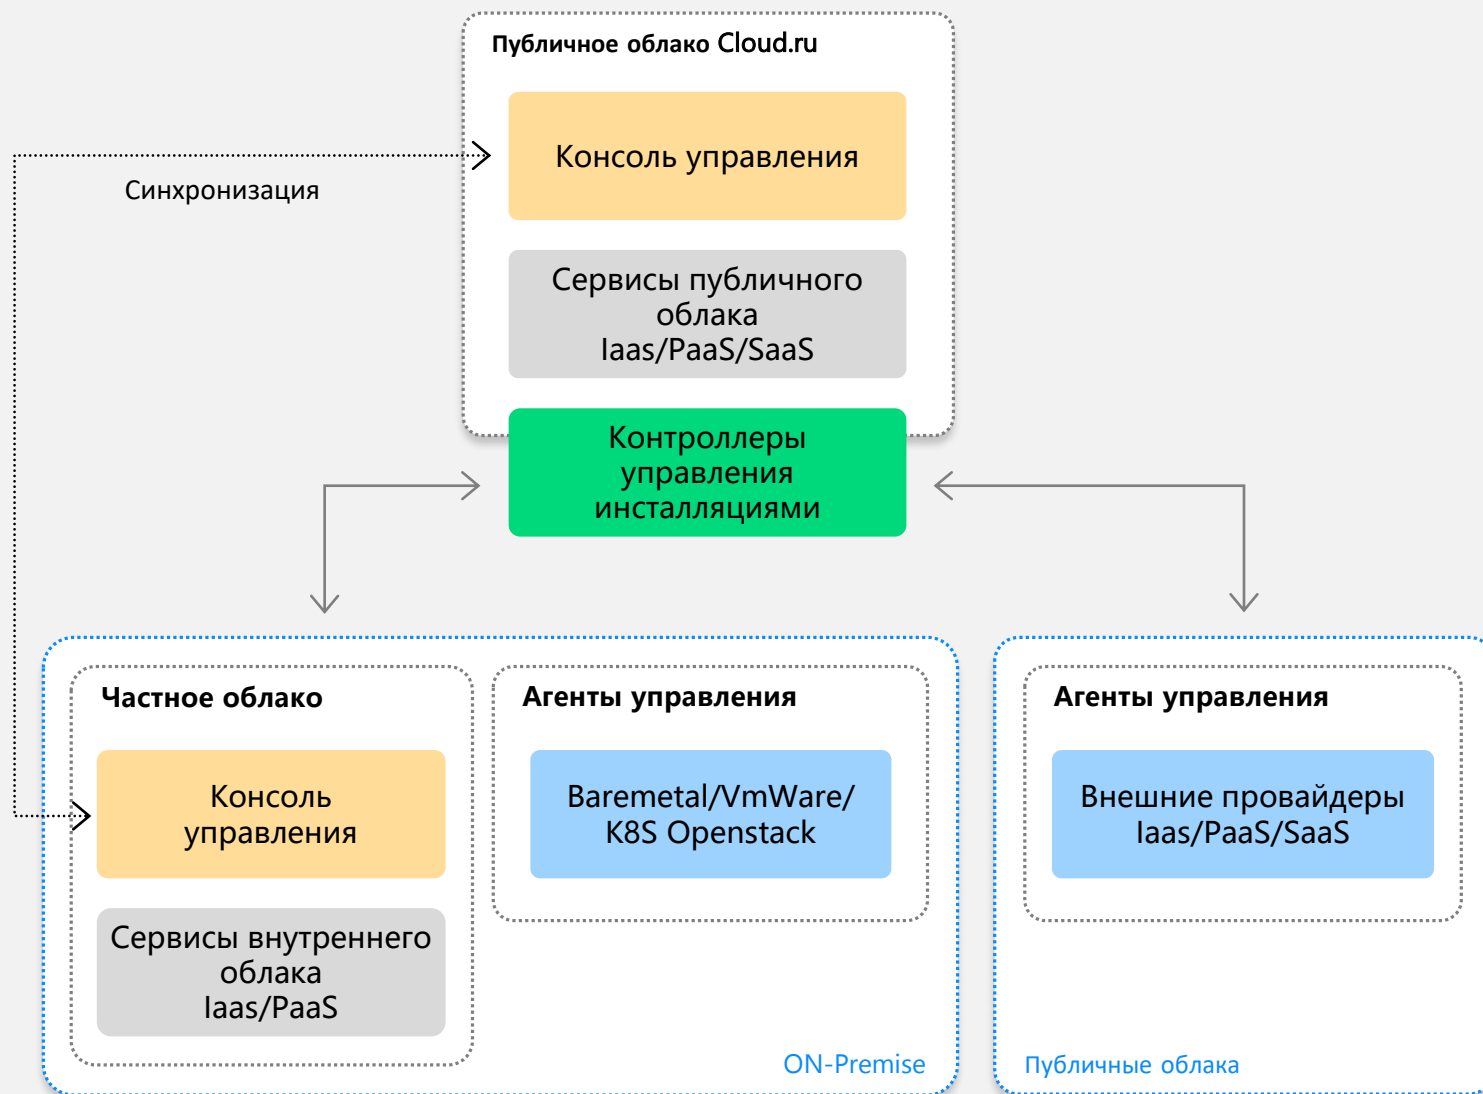 Публичное облако Cloud.ru
Консоль управления
Синхронизация
Сервисы публичного
облака
Iaas/PaaS/SaaS
Контроллеры
управления
инсталляциями
Частное облако
Консоль
управления
Сервисы внутреннего
облака
Iaas/PaaS
Агенты управления
Baremetal/VmWare/
K8S Openstack
ON-Premise
Агенты управления
Внешние провайдеры
Iaas/PaaS/SaaS
Публичные облака